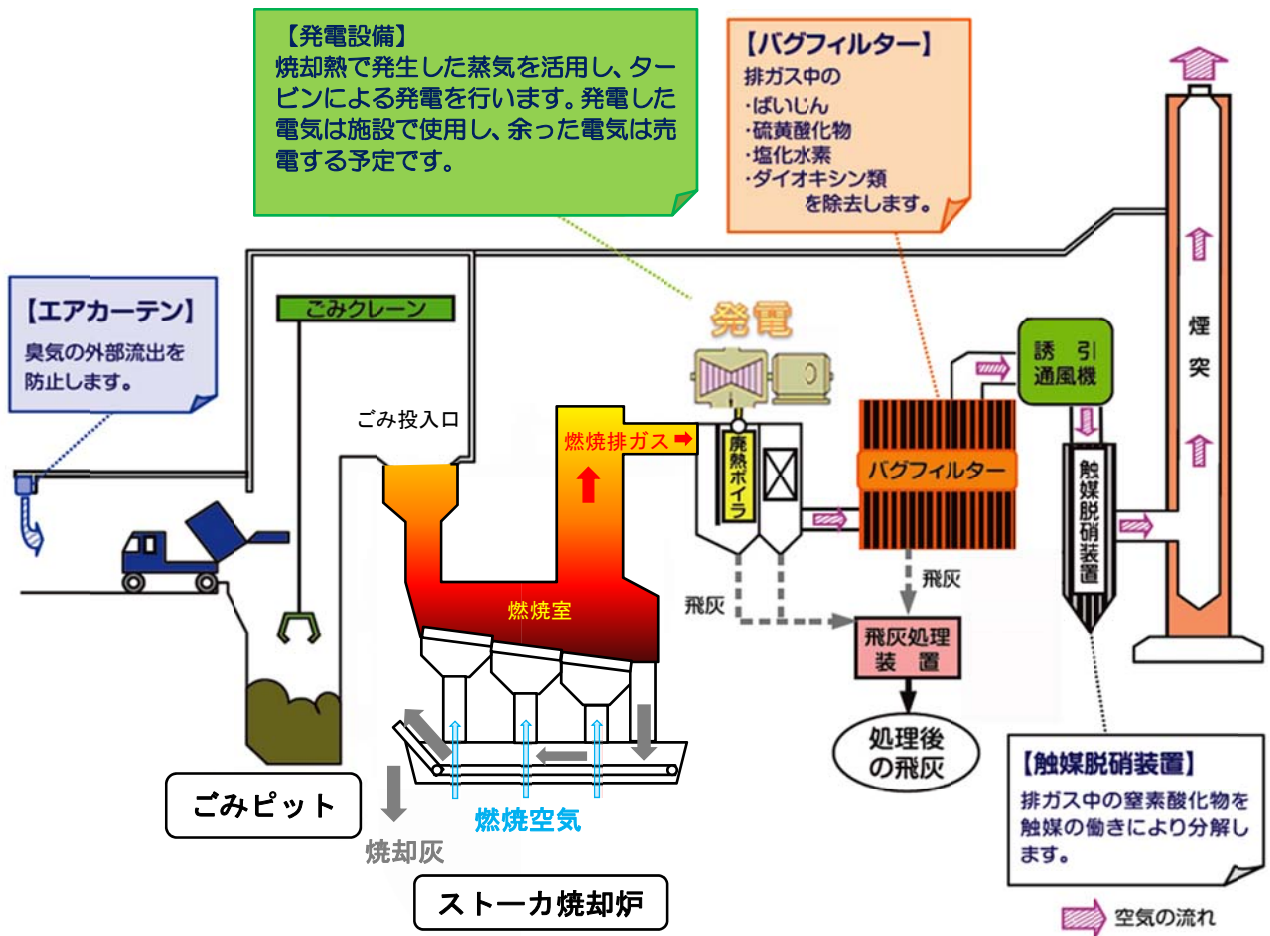 【発電設備】
焼却熱で発生した蒸気を活用し、ター
ビンによる発電を行います。発電した
電気は施設で使用し、余った電気は売
電する予定です。
【バグフィルター】
排ガス中の
・ばいじん
・硫黄酸化物
・塩化水素
・ダイオキシン類
を除去します。
【エアカーテン】
臭気の外部流出を
防止します。
ごみクレーン
発電
誘引
通風機
煙突
ごみ投入口
燃焼排ガス
廃熱ボイラ
バグフィルター
触媒脱硝装置
燃焼室
飛灰
飛灰
飛灰処理
装置
処理後
の飛灰
ごみピット
燃焼空気
焼却灰
ストーカ焼却炉
【触媒脱硝装置】
排ガス中の窒素酸化物を
触媒の働きにより分解し
ます。
空気の流れ